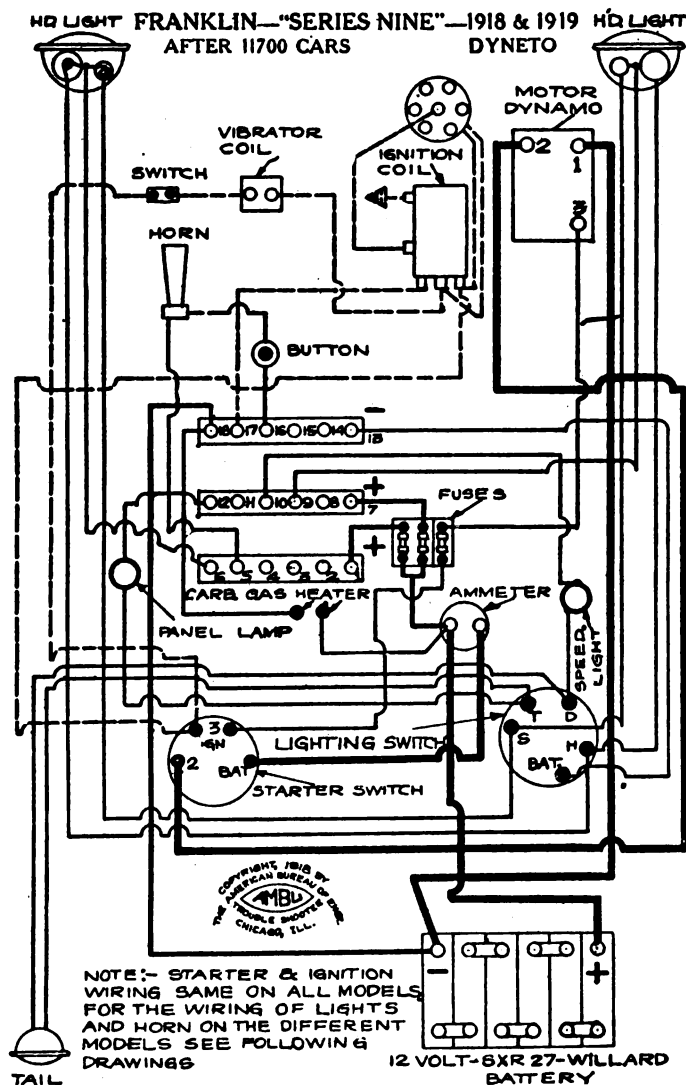 HD LIGHT FRANKLIN—"SERIES NINE"—1918 & 1919 HD LIGHT
AFTER 11700 CARS DYNETO
MOTOR
DYNAMO
VIBRATOR
COIL
IGNITION
COIL
2
1
SWITCH
HORN
BUTTON
18 17 16 15 14 13
−
12 11 10 9 8 7
+
FUSES
6 5 4 3 2 1
+
CARB GAS HEATER
AMMETER
PANEL LAMP
SPEED.
LIGHT
T D
3
IGN
LIGHTING SWITCH
S
H
2
BAT
BAT.
STARTER SWITCH
COPYRIGHT, 1918 BY
THE AMERICAN BUREAU OF ENGR.
AMBU
TROUBLE SHOOTER
CHICAGO, ILL.
− +
NOTE:- STARTER & IGNITION
WIRING SAME ON ALL MODELS
FOR THE WIRING OF LIGHTS
AND HORN ON THE DIFFERENT
MODELS SEE FOLLOWING
DRAWINGS
TAIL
12 VOLT-SXR 27-WILLARD
BATTERY